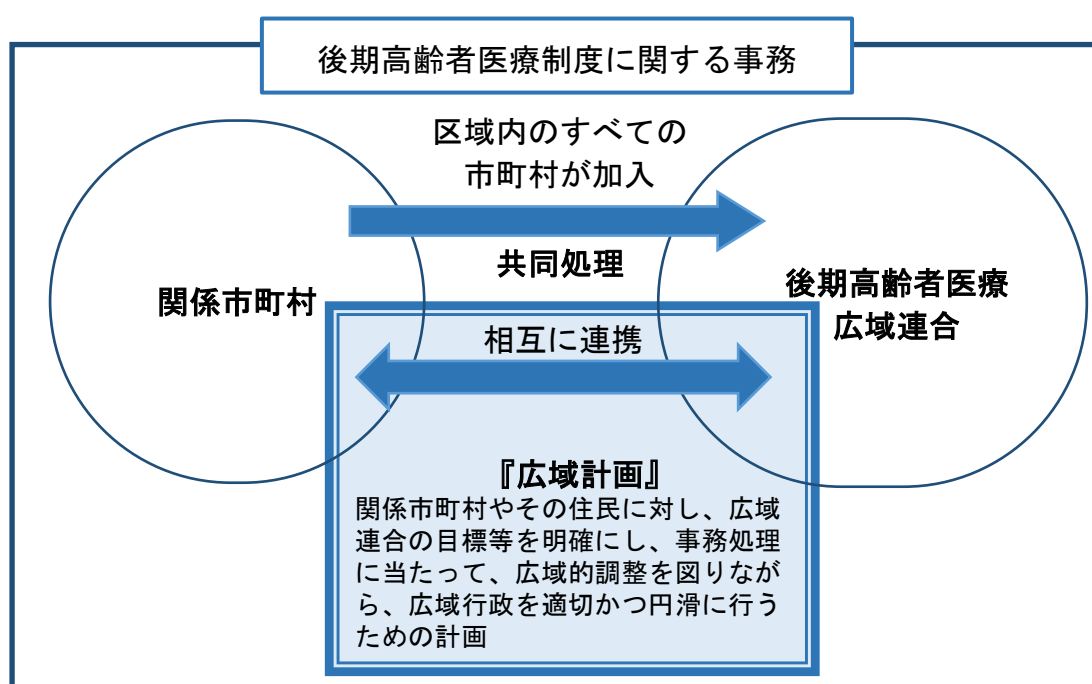 後期高齢者医療制度に関する事務
区域内のすべての
市町村が加入
共同処理
関係市町村
後期高齢者医療
広域連合
相互に連携
『広域計画』
関係市町村やその住民に対し、広域
連合の目標等を明確にし、事務処理
に当たって、広域的調整を図りなが
ら、広域行政を適切かつ円滑に行う
ための計画